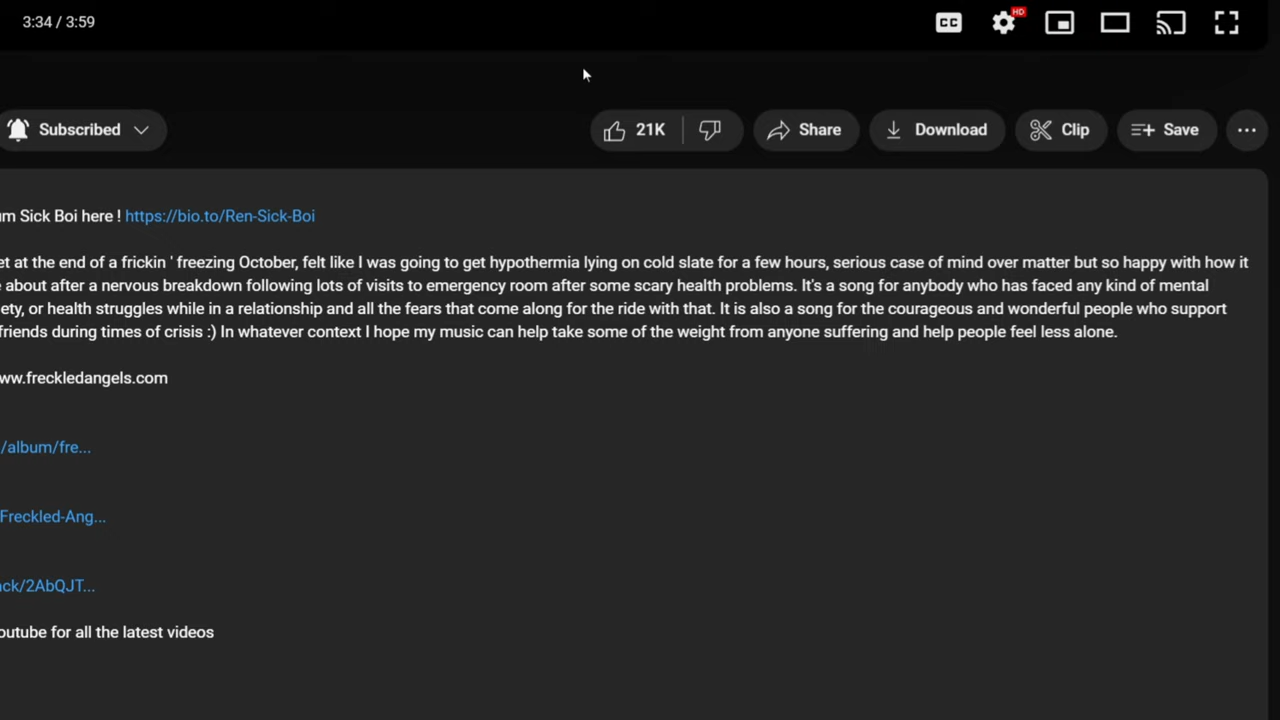 3:34 / 3:59
CC
HD
Subscribed
21K
Share
Download
Clip
Save
um Sick Boi here ! https://bio.to/Ren-Sick-Boi
et at the end of a frickin ' freezing October, felt like I was going to get hypothermia lying on cold slate for a few hours, serious case of mind over matter but so happy with how it
about after a nervous breakdown following lots of visits to emergency room after some scary health problems. It's a song for anybody who has faced any kind of mental
ety, or health struggles while in a relationship and all the fears that come along for the ride with that. It is also a song for the courageous and wonderful people who support
friends during times of crisis :) In whatever context I hope my music can help take some of the weight from anyone suffering and help people feel less alone.
ww.freckledangels.com
/album/fre...
Freckled-Ang...
ack/2AbQJT...
outube for all the latest videos